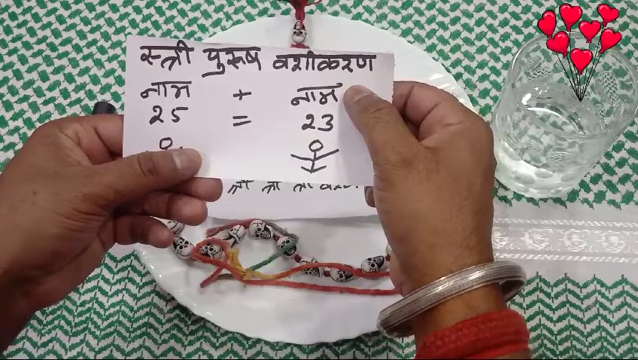 स्त्री पुरूष वशीकरण
नाम + नाम
25 = 23